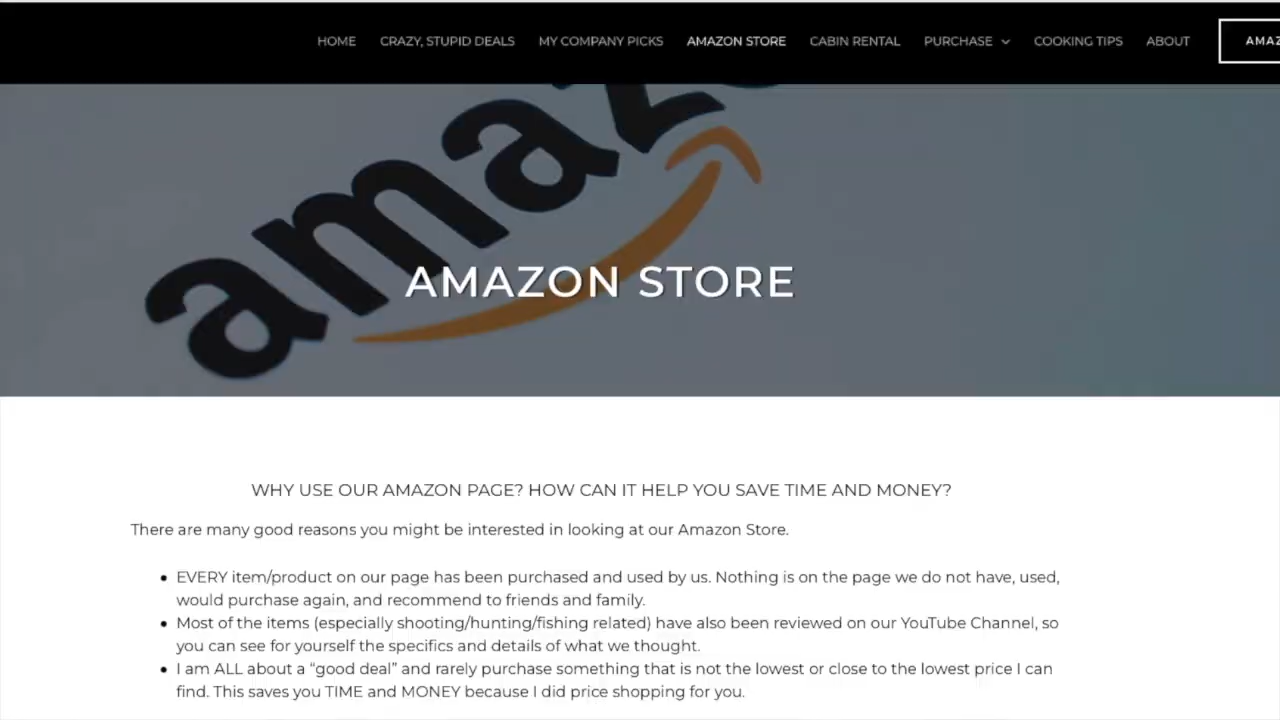 HOME CRAZY, STUPID DEALS MY COMPANY PICKS AMAZON STORE CABIN RENTAL PURCHASE COOKING TIPS ABOUT AMAZ
amaz
AMAZON STORE
WHY USE OUR AMAZON PAGE? HOW CAN IT HELP YOU SAVE TIME AND MONEY?
There are many good reasons you might be interested in looking at our Amazon Store.
• EVERY item/product on our page has been purchased and used by us. Nothing is on the page we do not have, used,
would purchase again, and recommend to friends and family.
• Most of the items (especially shooting/hunting/fishing related) have also been reviewed on our YouTube Channel, so
you can see for yourself the specifics and details of what we thought.
• I am ALL about a “good deal” and rarely purchase something that is not the lowest or close to the lowest price I can
find. This saves you TIME and MONEY because I did price shopping for you.